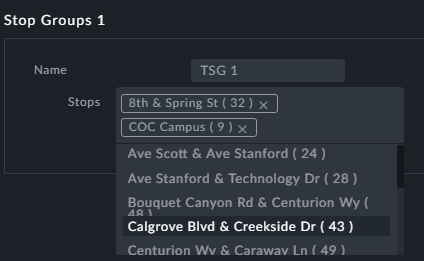 Stop Groups 1
Name
TSG 1
Stops
8th & Spring St ( 32 ) ×
COC Campus ( 9 ) ×
Ave Scott & Ave Stanford ( 24 )
Ave Stanford & Technology Dr ( 28 )
Bouquet Canyon Rd & Centurion Wy (
48 )
Calgrove Blvd & Creekside Dr ( 43 )
Centurion Wy & Caraway Ln ( 49 )